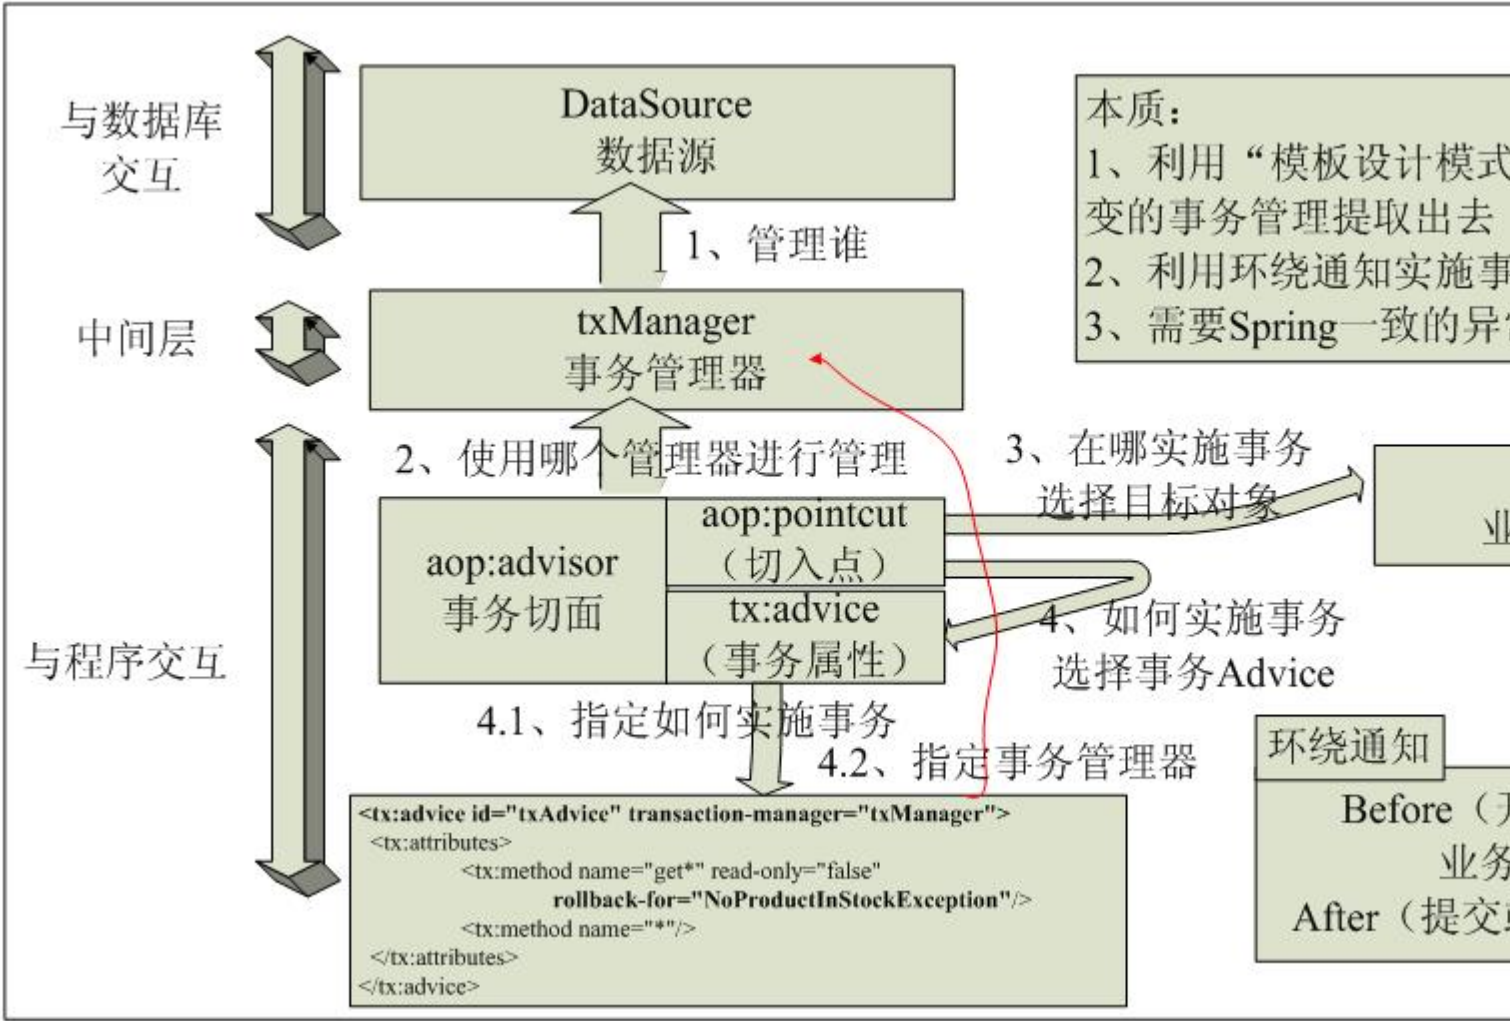 与数据库
交互
DataSource
数据源
1、管理谁
本质：
1、利用“模板设计模式
变的事务管理提取出去
2、利用环绕通知实施事
3、需要Spring一致的异
中间层
txManager
事务管理器
2、使用哪个管理器进行管理
3、在哪实施事务
选择目标对象
业
与程序交互
aop:advisor
事务切面
aop:pointcut
（切入点）
tx:advice
（事务属性）
4、如何实施事务
选择事务Advice
4.1、指定如何实施事务
4.2、指定事务管理器
<tx:advice id="txAdvice" transaction-manager="txManager">
<tx:attributes>
<tx:method name="get*" read-only="false"
rollback-for="NoProductInStockException"/>
<tx:method name="*"/>
</tx:attributes>
</tx:advice>
环绕通知
Before（
业务
After（提交